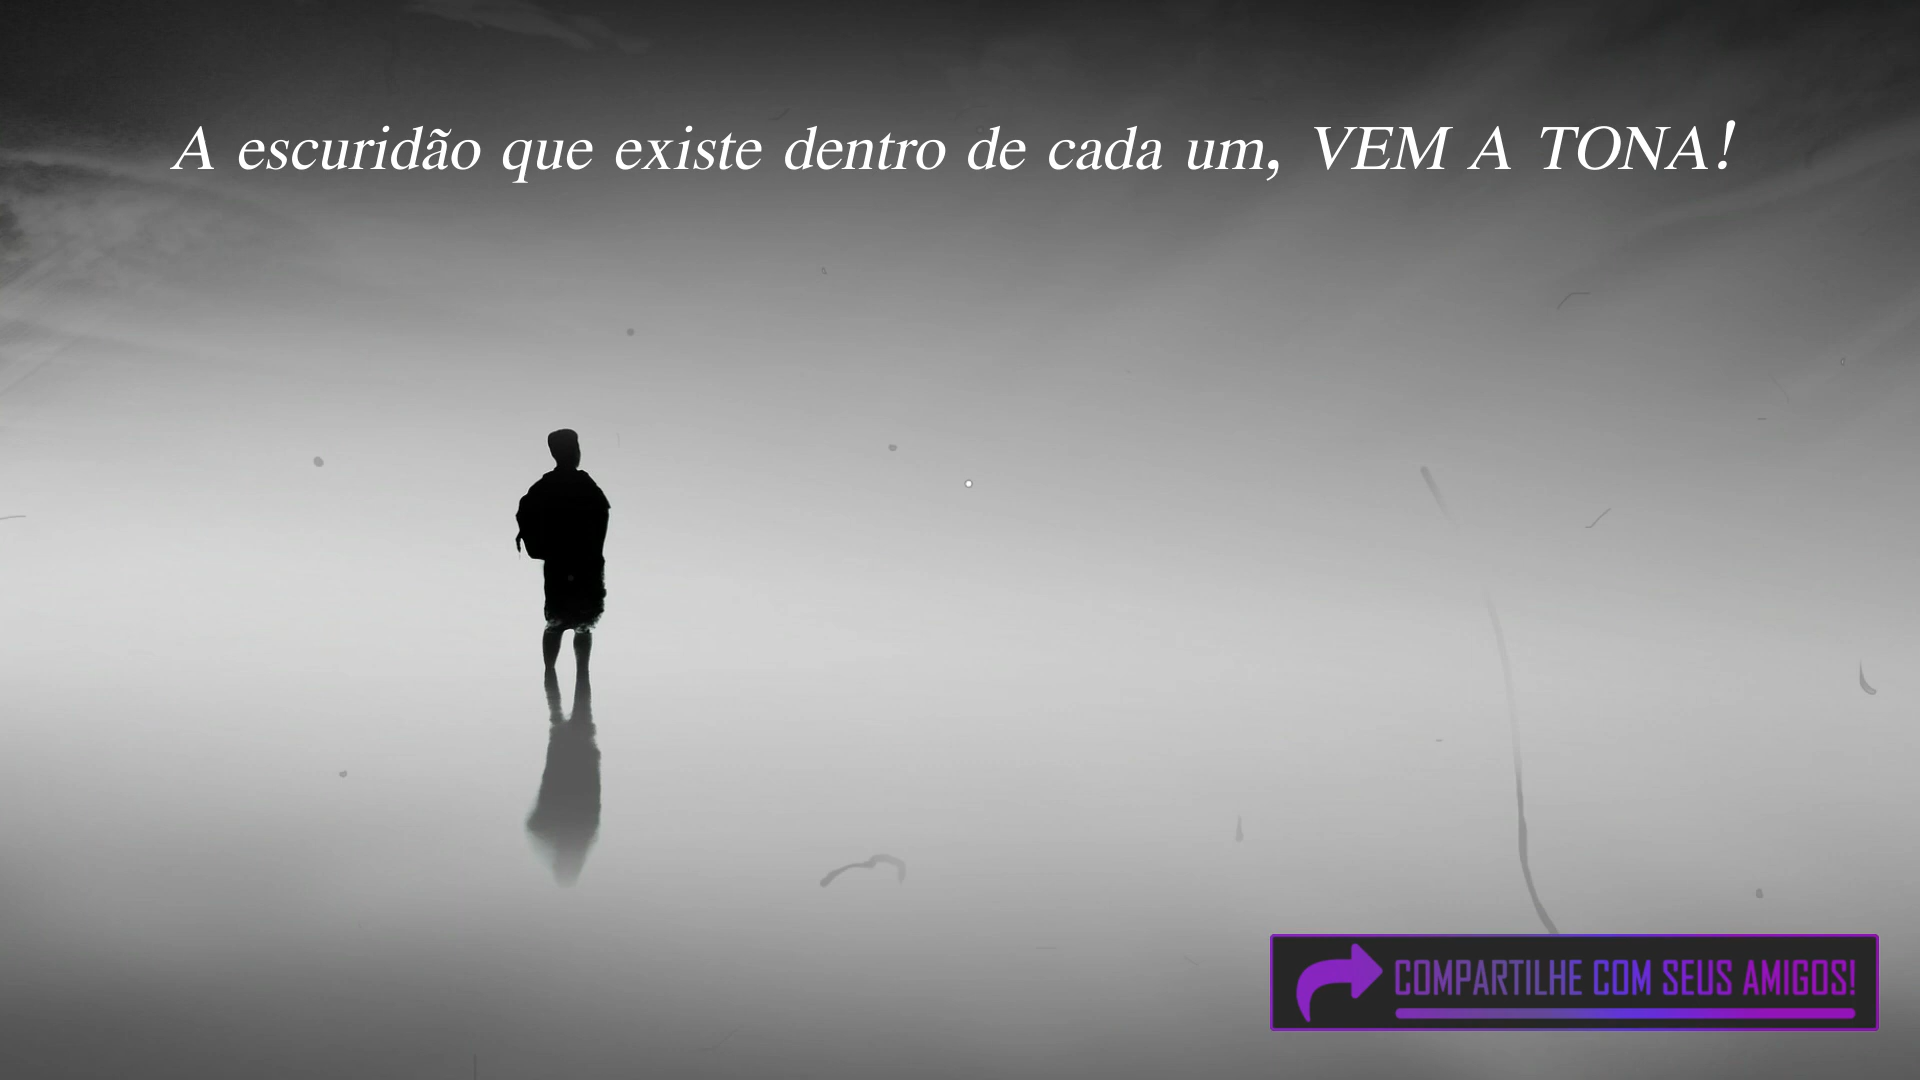 A escuridão que existe dentro de cada um, VEM A TONA!
COMPARTILHE COM SEUS AMIGOS!